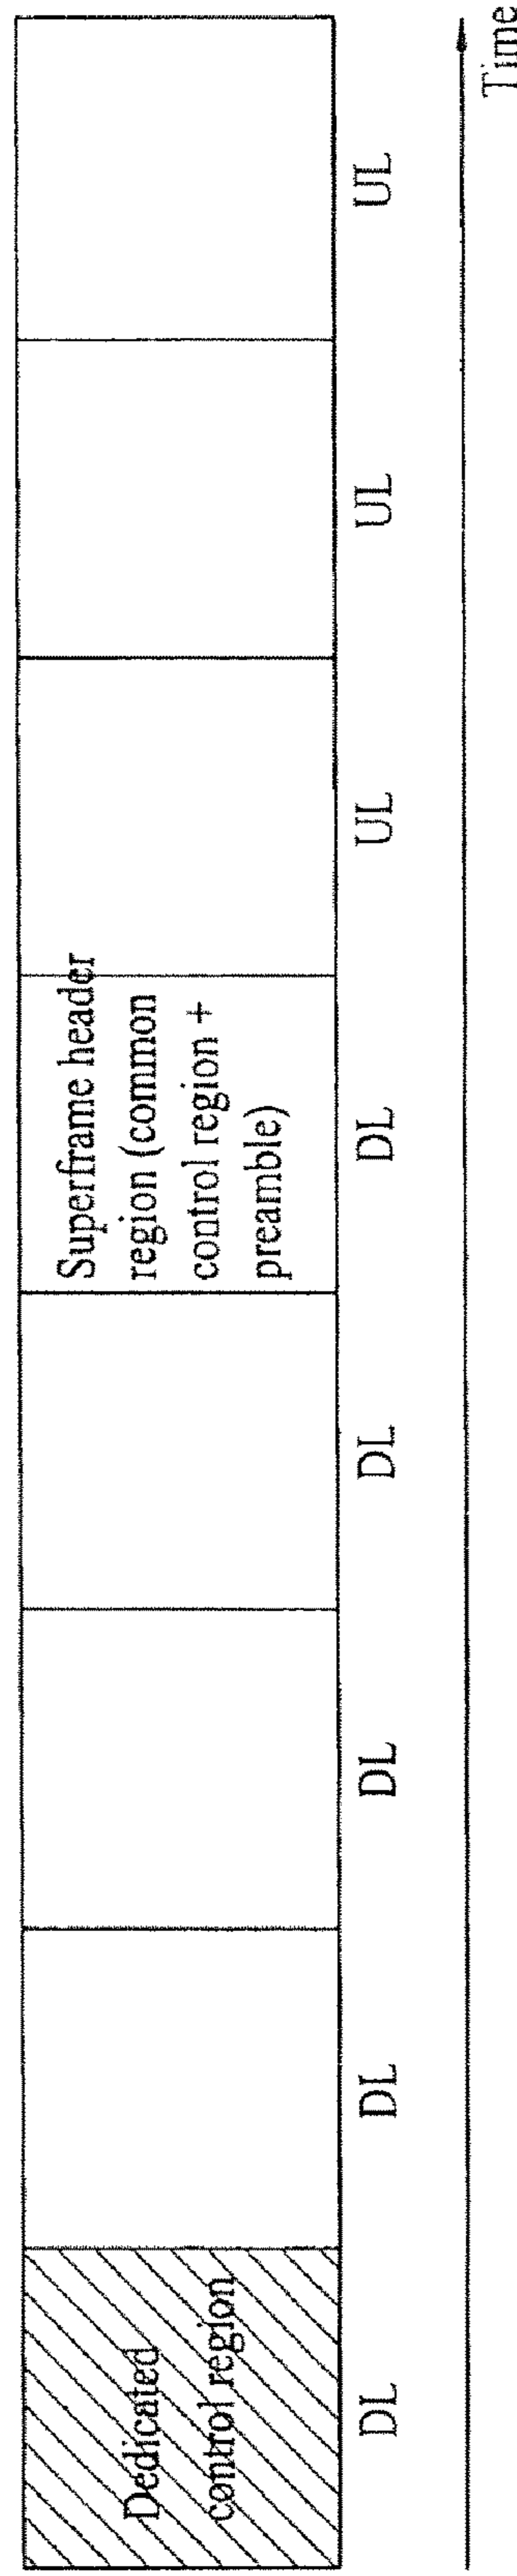 Dedicated
control region
Superframe header
region (common
control region +
preamble)
DL
DL
DL
DL
DL
UL
UL
UL
Time